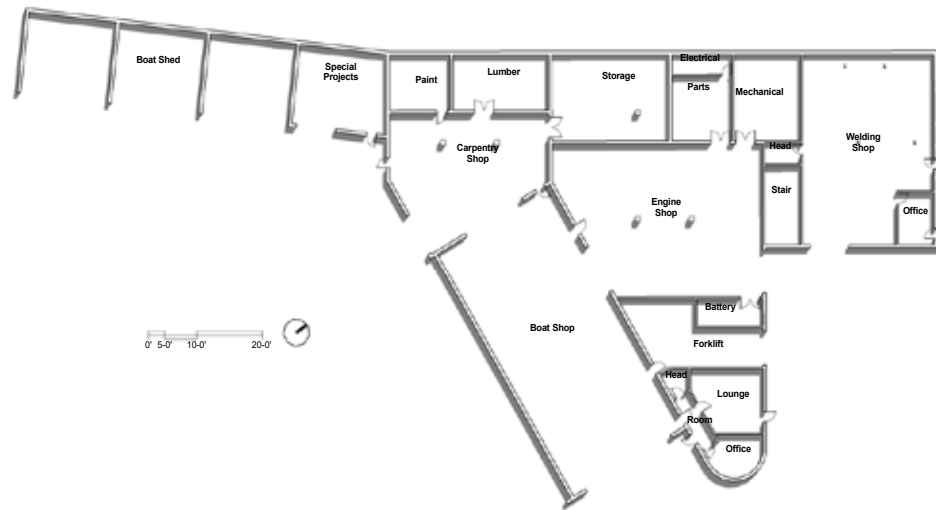 Boat Shed
Special
Projects
Paint
Lumber
Storage
Electrical
Parts
Mechanical
Welding
Shop
Carpentry
Shop
Head
Stair
Engine
Shop
Office
Boat Shop
Battery
Forklift
Head
Lounge
Room
Office
0' 5-0' 10-0' 20-0'